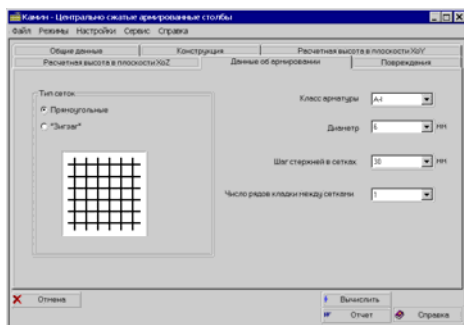 Камин - Центрально сжатые армированные столбы
Файл Режимы Настройки Сервис Справка
Общие данные Конструкция Расчетная высота в плоскости XoY
Расчетная высота в плоскости XoZ Данные об армировании Повреждения
Тип сеток
Прямоугольные
"Зигзаг"
Класс арматуры A-I
Диаметр 6 мм
Шаг стержней в сетках 30 мм
Число рядов кладки между сетками 1
Отмена
Вычислить
Отчет Справка